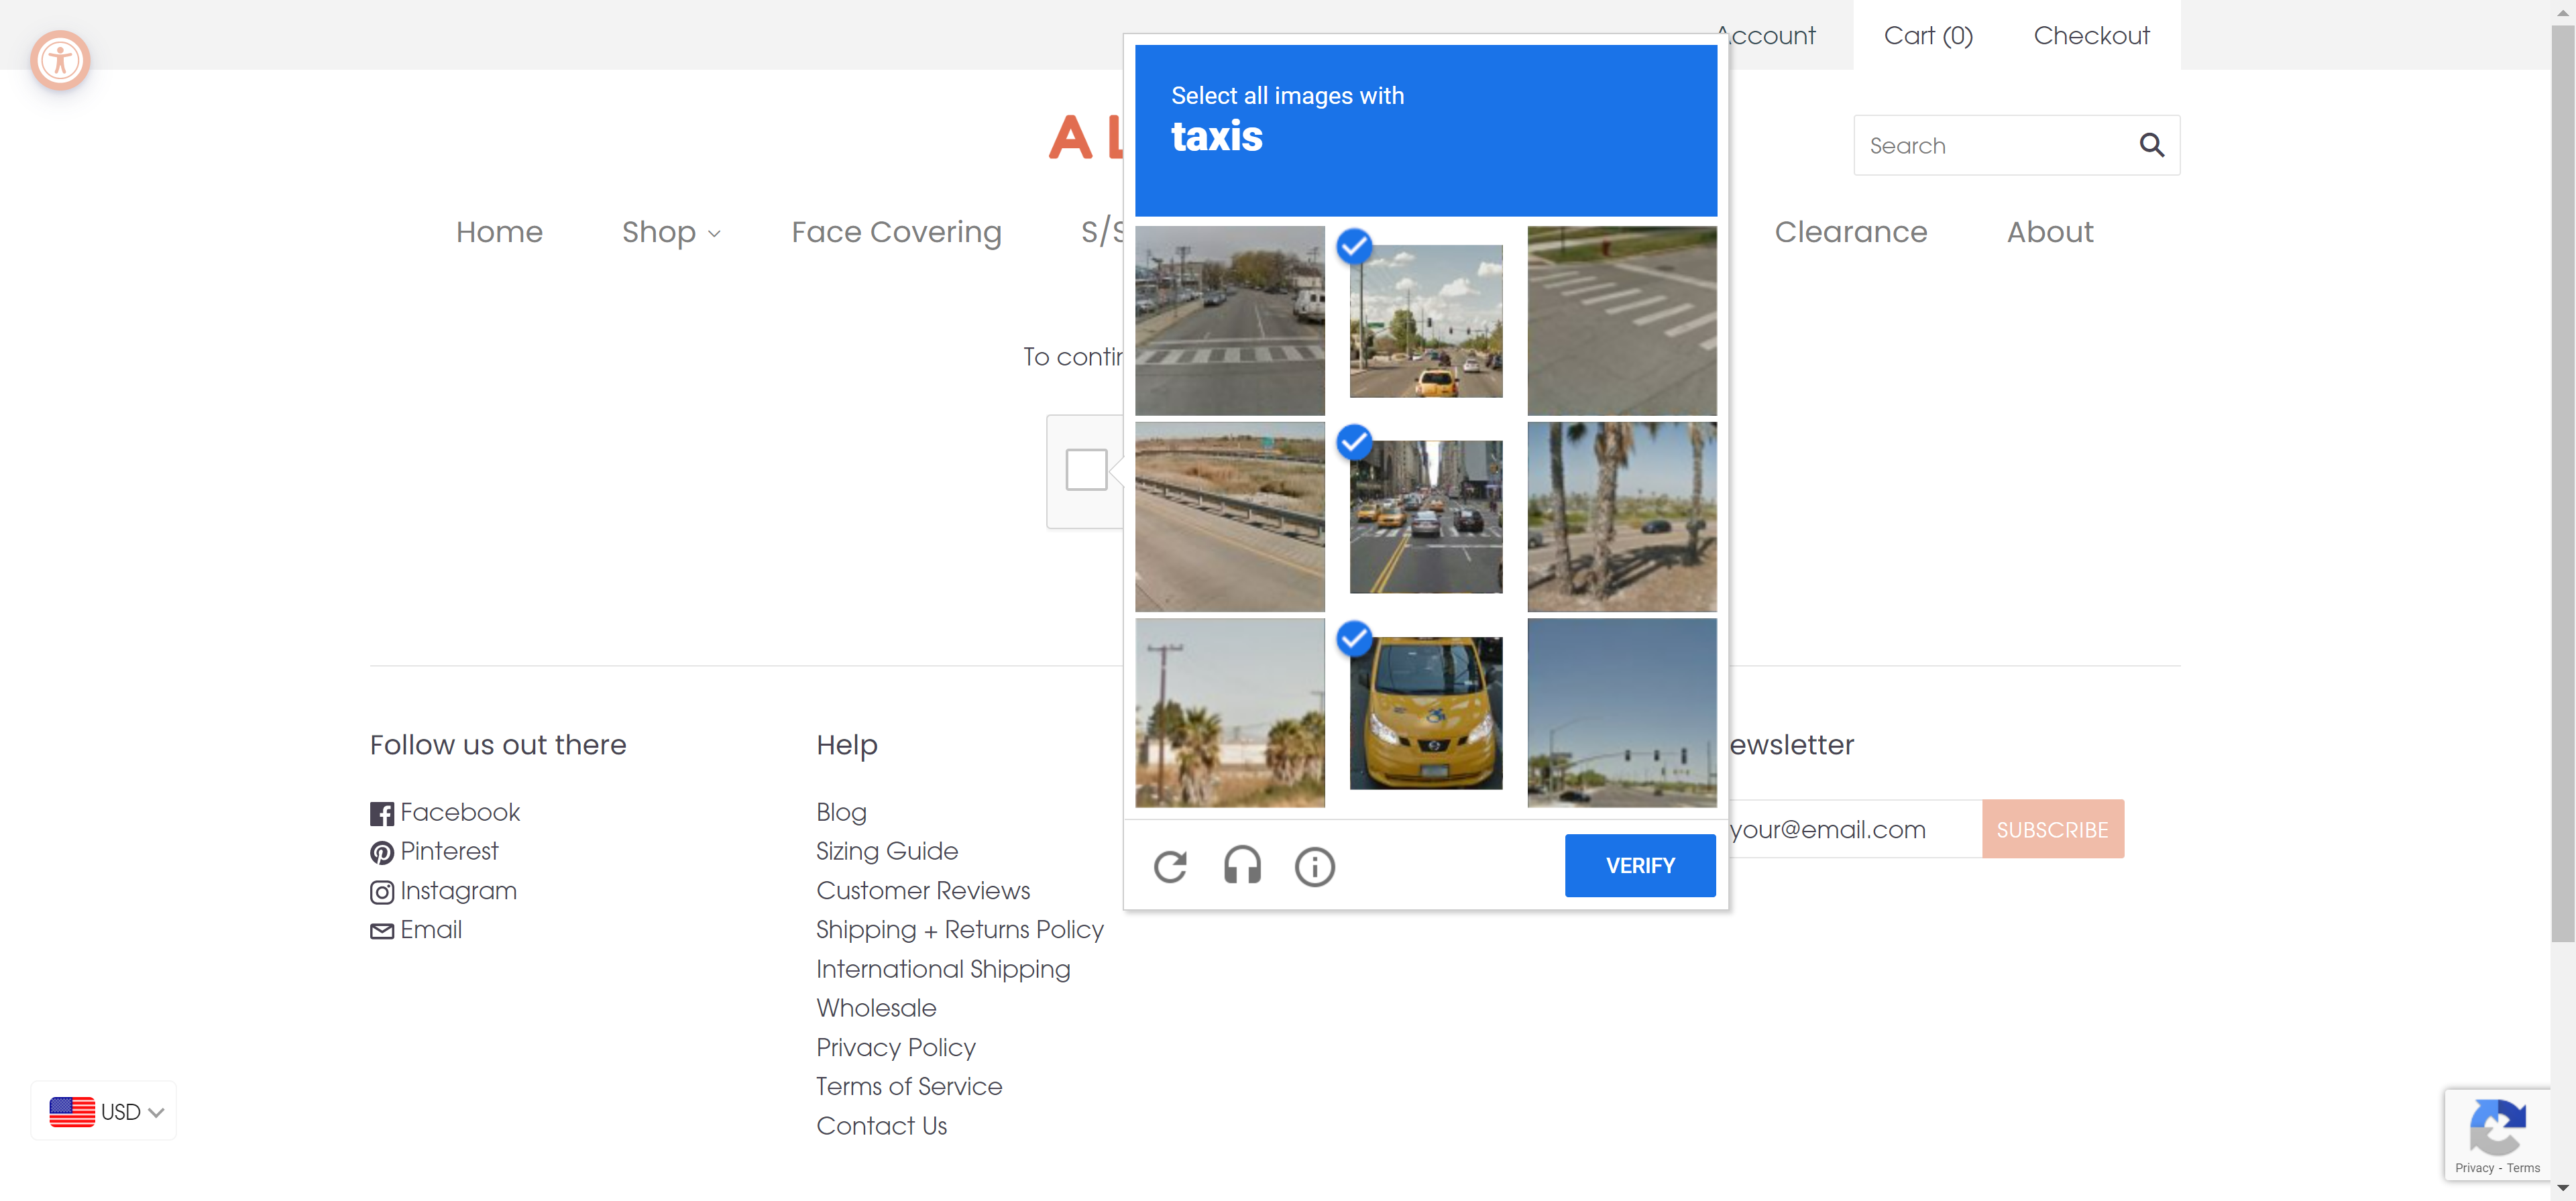 Account
Cart (0)
Checkout
AL
Search
Home
Shop
Face Covering
S/S
Clearance
About
Select all images with
taxis
To contin
VERIFY
Follow us out there
Facebook
Pinterest
Instagram
Email
Help
Blog
Sizing Guide
Customer Reviews
Shipping + Returns Policy
International Shipping
Wholesale
Privacy Policy
Terms of Service
Contact Us
ewsletter
your@email.com
SUBSCRIBE
USD
Privacy - Terms